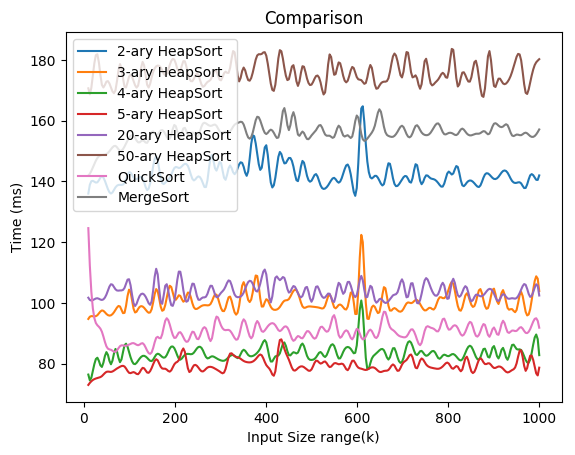 Comparison
2-ary HeapSort
3-ary HeapSort
4-ary HeapSort
5-ary HeapSort
20-ary HeapSort
50-ary HeapSort
QuickSort
MergeSort
Time (ms)
180
160
140
120
100
80
0 200 400 600 800 1000
Input Size range(k)